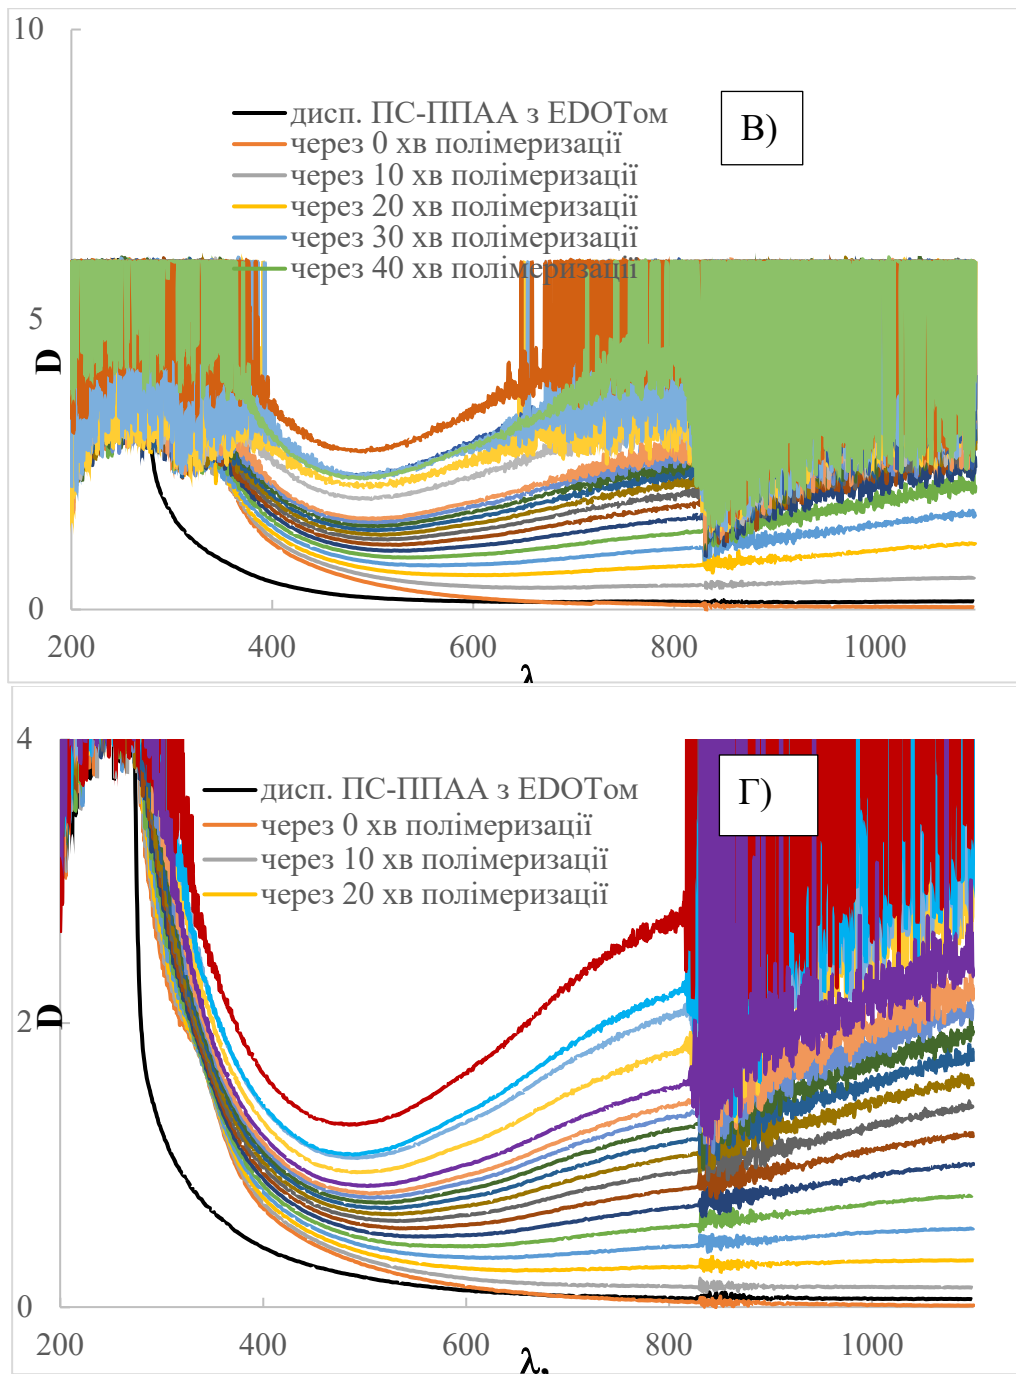 10
дисп. ПС-ППАА з EDOTом
В)
через 0 хв полімеризації
через 10 хв полімеризації
через 20 хв полімеризації
через 30 хв полімеризації
через 40 хв полімеризації
5
D
0
200 400 600 800 1000
λ
4
дисп. ПС-ППАА з EDOTом
Г)
через 0 хв полімеризації
через 10 хв полімеризації
через 20 хв полімеризації
2
D
0
200 400 600 800 1000
λ,